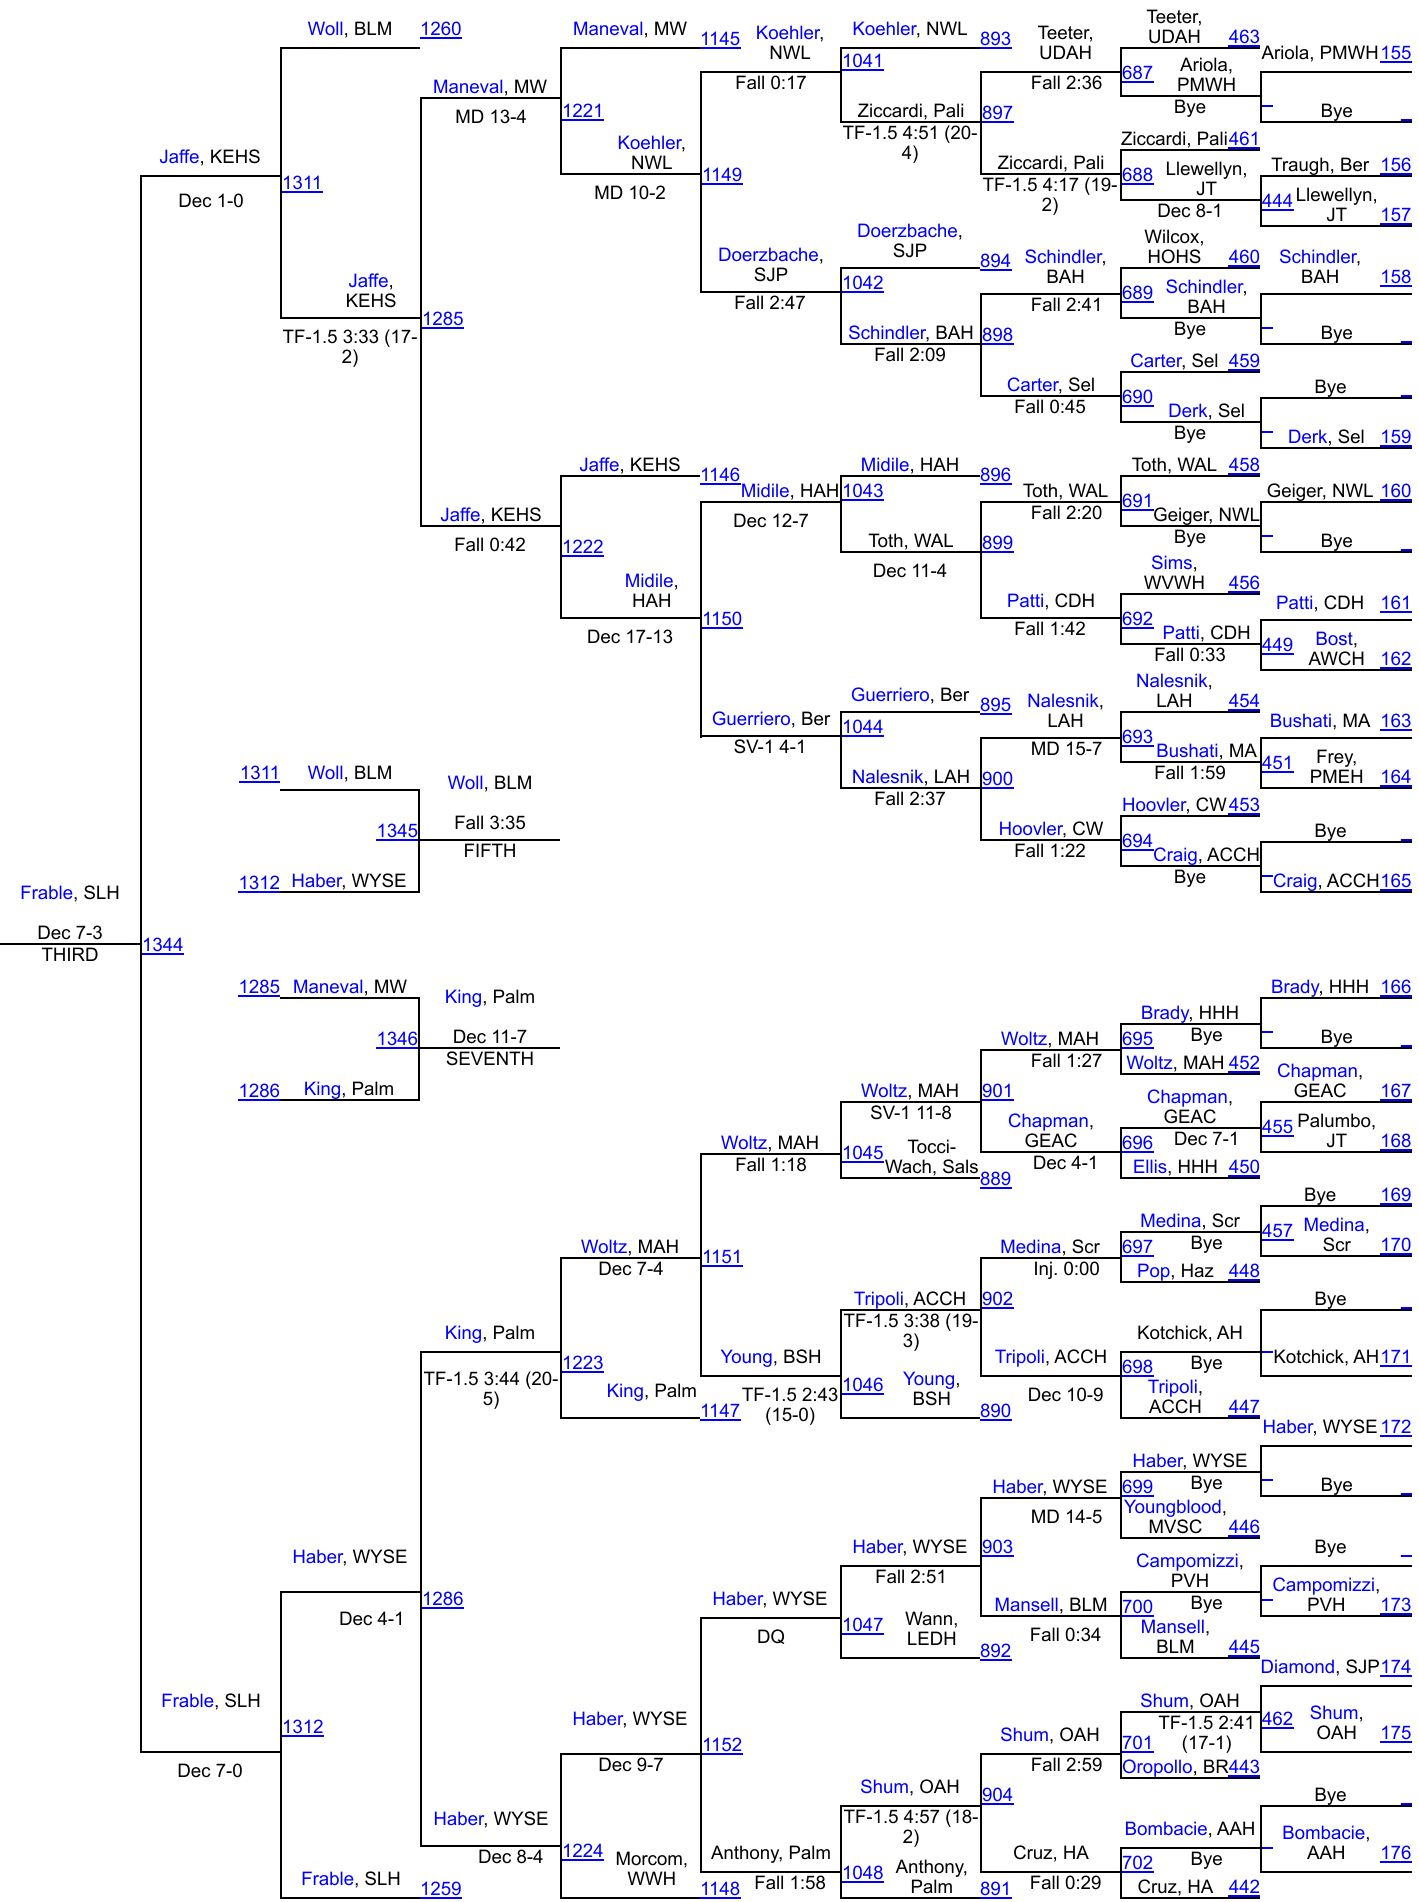 Woll, BLM 1260
Maneval, MW 1145
Koehler, NWL
Koehler, NWL 893
Teeter, UDAH
Teeter, UDAH 463
Ariola, PMWH 155
1041
Fall 0:17
Fall 2:36
687 Ariola, PMWH
Bye
Bye
Maneval, MW
MD 13-4
1221
Ziccardi, Pali
897
TF-1.5 4:51 (20-4)
Ziccardi, Pali 461
Koehler, NWL
MD 10-2
1149
Ziccardi, Pali
TF-1.5 4:17 (19-2)
688 Llewellyn, JT
Dec 8-1
Traugh, Ber 156
444 Llewellyn, JT 157
Jaffe, KEHS
Dec 1-0
1311
Doerzbache, SJP
Fall 2:47
Doerzbache, SJP 894
1042
Schindler, BAH
Fall 2:41
Wilcox, HOHS 460
689 Schindler, BAH
Bye
Schindler, BAH 158
Bye
Jaffe, KEHS
TF-1.5 3:33 (17-2)
1285
Schindler, BAH
Fall 2:09
898
Carter, Sel
Fall 0:45
Carter, Sel 459
690
Derk, Sel
Bye
Bye
Derk, Sel 159
Jaffe, KEHS
Fall 0:42
Jaffe, KEHS 1146
1222
Midile, HAH
Dec 12-7
Midile, HAH 896
1043
Toth, WAL
Fall 2:20
Toth, WAL 458
691
Geiger, NWL
Bye
Geiger, NWL 160
Bye
Toth, WAL
Dec 11-4
899
Midile, HAH
Dec 17-13
1150
Patti, CDH
Fall 1:42
Sims, WVWH 456
692
Patti, CDH
Fall 0:33
Patti, CDH 161
449 Bost, AWCH 162
Guerriero, Ber
SV-1 4-1
Guerriero, Ber 895
1044
Nalesnik, LAH
MD 15-7
Nalesnik, LAH 454
693
Bushati, MA
Fall 1:59
Bushati, MA 163
451 Frey, PMEH 164
Nalesnik, LAH
Fall 2:37
900
Hoovler, CW
Fall 1:22
Hoovler, CW 453
694
Craig, ACCH
Bye
Bye
Craig, ACCH 165
1311 Woll, BLM
Woll, BLM
1345 Fall 3:35
FIFTH
1312 Haber, WYSE
Frable, SLH
Dec 7-3
THIRD
1344
1285 Maneval, MW
King, Palm
1346 Dec 11-7
SEVENTH
1286 King, Palm
Brady, HHH 166
Bye
Brady, HHH
695 Bye
Woltz, MAH 452
Woltz, MAH
Fall 1:27
Woltz, MAH
SV-1 11-8
901
Chapman, GEAC
Dec 4-1
Chapman, GEAC
696 Dec 7-1
Ellis, HHH 450
Chapman, GEAC 167
455 Palumbo, JT 168
Woltz, MAH
Fall 1:18
1045 Tocci-Wach, Sals 889
Woltz, MAH
Dec 7-4
1151
Medina, Scr
Inj. 0:00
Medina, Scr
697 Bye
Pop, Haz 448
Bye 169
457 Medina, Scr 170
Tripoli, ACCH
TF-1.5 3:38 (19-3)
902
Tripoli, ACCH
Dec 10-9
Kotchick, AH
698 Bye
Tripoli, ACCH 447
Bye
Kotchick, AH 171
King, Palm
TF-1.5 3:44 (20-5)
1223
King, Palm 1147
Young, BSH
TF-1.5 2:43 (15-0)
1046 Young, BSH 890
Haber, WYSE
MD 14-5
Haber, WYSE
699 Bye
Youngblood, MVSC 446
Haber, WYSE 172
Bye
Haber, WYSE
Dec 4-1
1286
Haber, WYSE
DQ
Haber, WYSE
Fall 2:51
903
1047 Wann, LEDH 892
Mansell, BLM
Fall 0:34
Campomizzi, PVH
700 Bye
Mansell, BLM 445
Bye
Campomizzi, PVH 173
Frable, SLH
Dec 7-0
1312
Haber, WYSE
Dec 9-7
1152
Shum, OAH
Fall 2:59
Shum, OAH
701 TF-1.5 2:41 (17-1)
Oropollo, BR 443
Diamond, SJP 174
462 Shum, OAH 175
Haber, WYSE
Dec 8-4
1224
Morcom, WWH 1148
Shum, OAH
TF-1.5 4:57 (18-2)
904
Anthony, Palm
Fall 1:58
1048 Anthony, Palm 891
Cruz, HA
Fall 0:29
Bombacie, AAH
702 Bye
Cruz, HA 442
Bye
Bombacie, AAH 176
Frable, SLH 1259